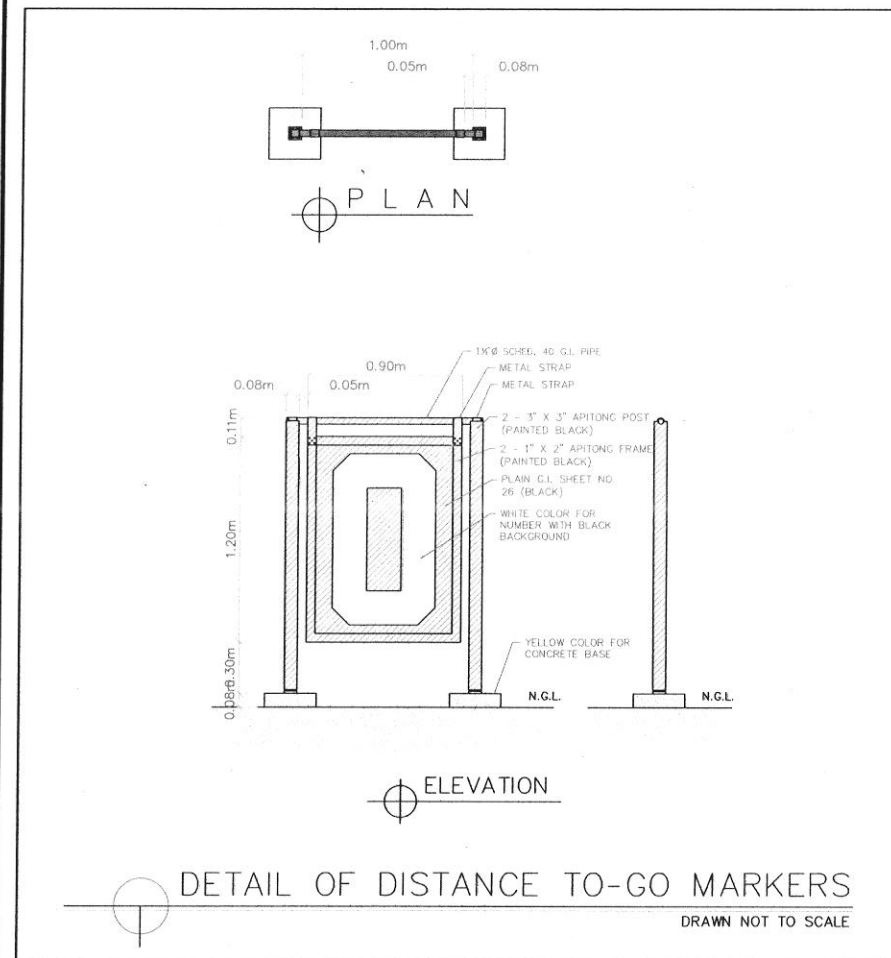 1.00m
0.05m
0.08m
PLAN
1½"Ø SCHED. 40 G.I. PIPE
METAL STRAP
METAL STRAP
0.90m
0.08m
0.05m
2 - 3" X 3" APITONG POST
(PAINTED BLACK)
2 - 1" X 2" APITONG FRAME
(PAINTED BLACK)
PLAIN G.I. SHEET NO.
26 (BLACK)
WHITE COLOR FOR
NUMBER WITH BLACK
BACKGROUND
0.11m
1.20m
0.30m
0.08m
YELLOW COLOR FOR
CONCRETE BASE
N.G.L.
N.G.L.
ELEVATION
DETAIL OF DISTANCE TO-GO MARKERS
DRAWN NOT TO SCALE